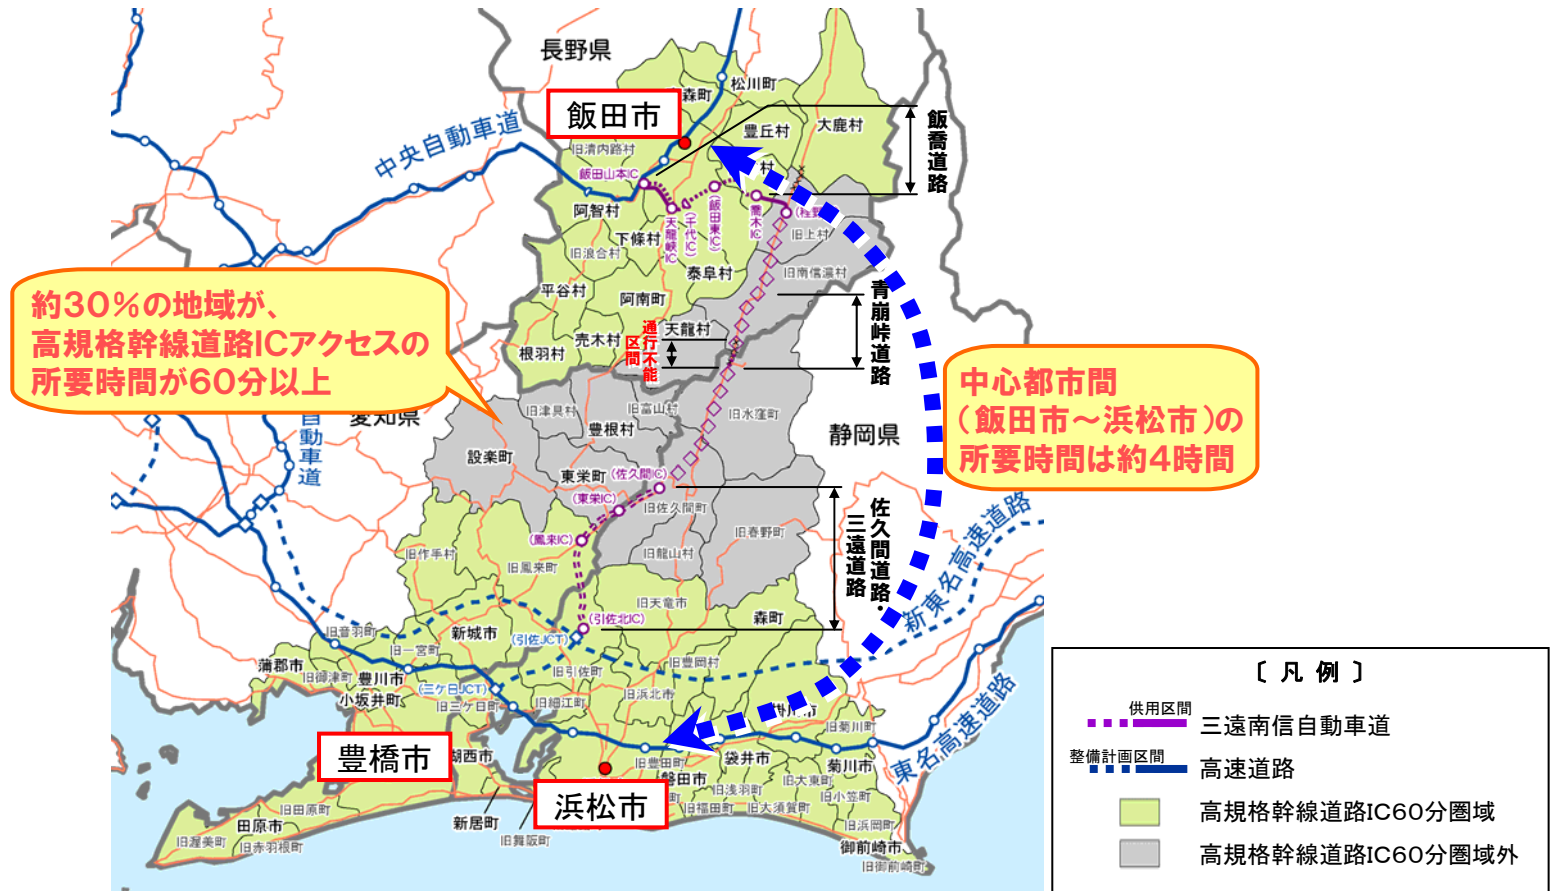 長野県
松川町
森町
飯田市
豊丘村
大鹿村
飯喬道路
旧清内路村
村
中央自動車道
飯田山本IC
阿智村
天龍峡IC
(千代IC)
(飯田東IC)
喬木IC
下條村
旧上村
旧浪合村
泰阜村
旧南信濃村
平谷村
阿南町
青崩峠道路
約30%の地域が、
高規格幹線道路ICアクセスの
所要時間が60分以上
天龍村
通行不能
区間
売木村
根羽村
中心都市間
(飯田市~浜松市)の
所要時間は約4時間
愛知県
自動車道
旧津具村
旧富山村
豊根村
旧水窪町
静岡県
設楽町
東栄町
(佐久間IC)
(東栄IC)
旧佐久間町
佐久間道路・
三遠道路
(鳳来IC)
旧春野町
旧作手村
旧鳳来町
旧龍山村
新東名高速道路
旧天竜市
森町
(引佐北IC)
(引佐JCT)
旧音羽町
新城市
旧一宮町
蒲郡市
旧御津町
豊川市
旧引佐町
旧豊岡村
(三ケ日JCT)
小坂井町
旧三ケ日町
旧細江町
旧浜北市
掛川市
旧菊川町
東名高速道路
豊橋市
湖西市
旧豊田町
袋井市
菊川市
磐田市
旧大東町
浜松市
町
旧浅羽町
旧小笠町
旧福田町
旧大須賀町
新居町
旧舞阪町
旧浜岡町
旧田原町
田原市
旧渥美町
旧赤羽根町
御前崎市
旧御前崎町
〔凡例〕
供用区間
三遠南信自動車道
整備計画区間
高速道路
高規格幹線道路IC60分圏域
高規格幹線道路IC60分圏域外